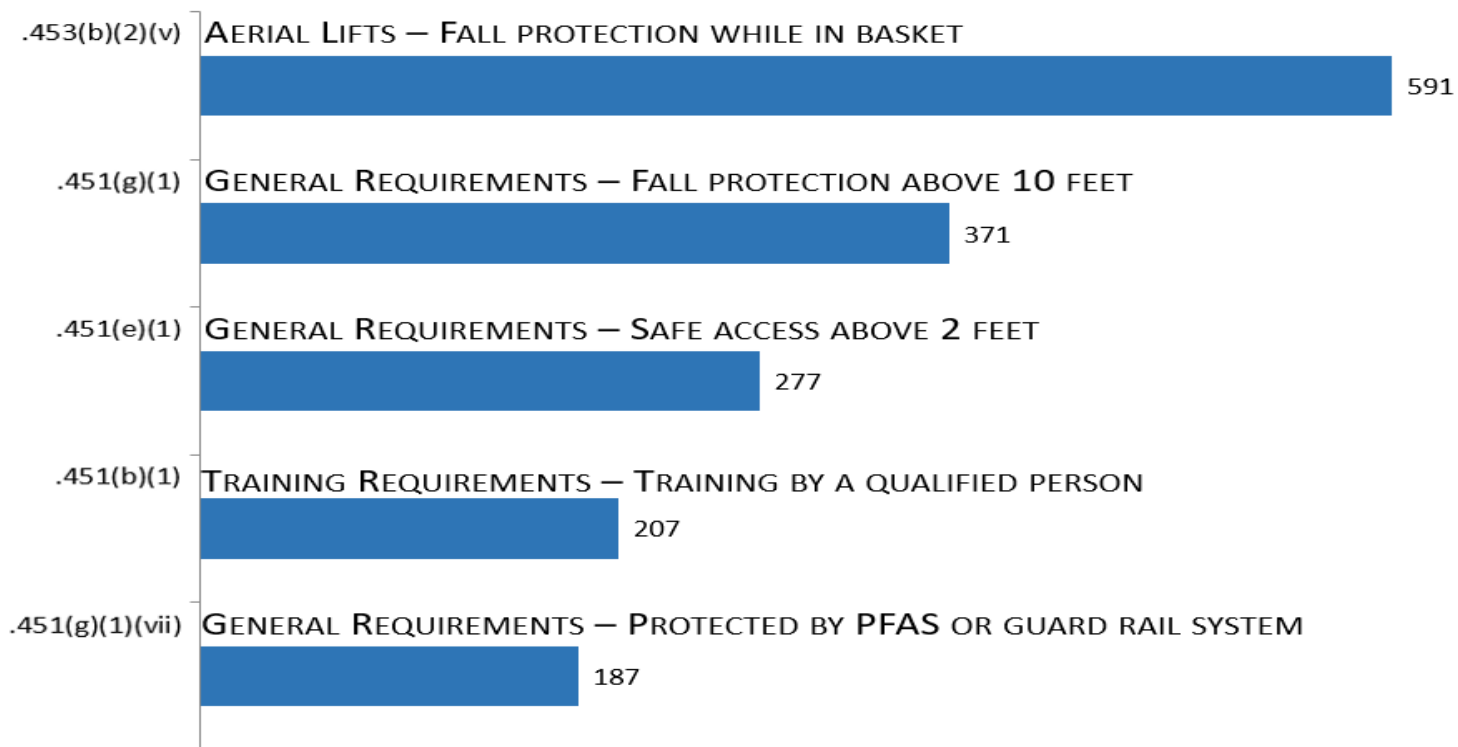 .453(b)(2)(v) Aerial Lifts – Fall protection while in basket
591
.451(g)(1) General Requirements – Fall protection above 10 feet
371
.451(e)(1) General Requirements – Safe access above 2 feet
277
.451(b)(1) Training Requirements – Training by a qualified person
207
.451(g)(1)(vii) General Requirements – Protected by PFAS or guard rail system
187